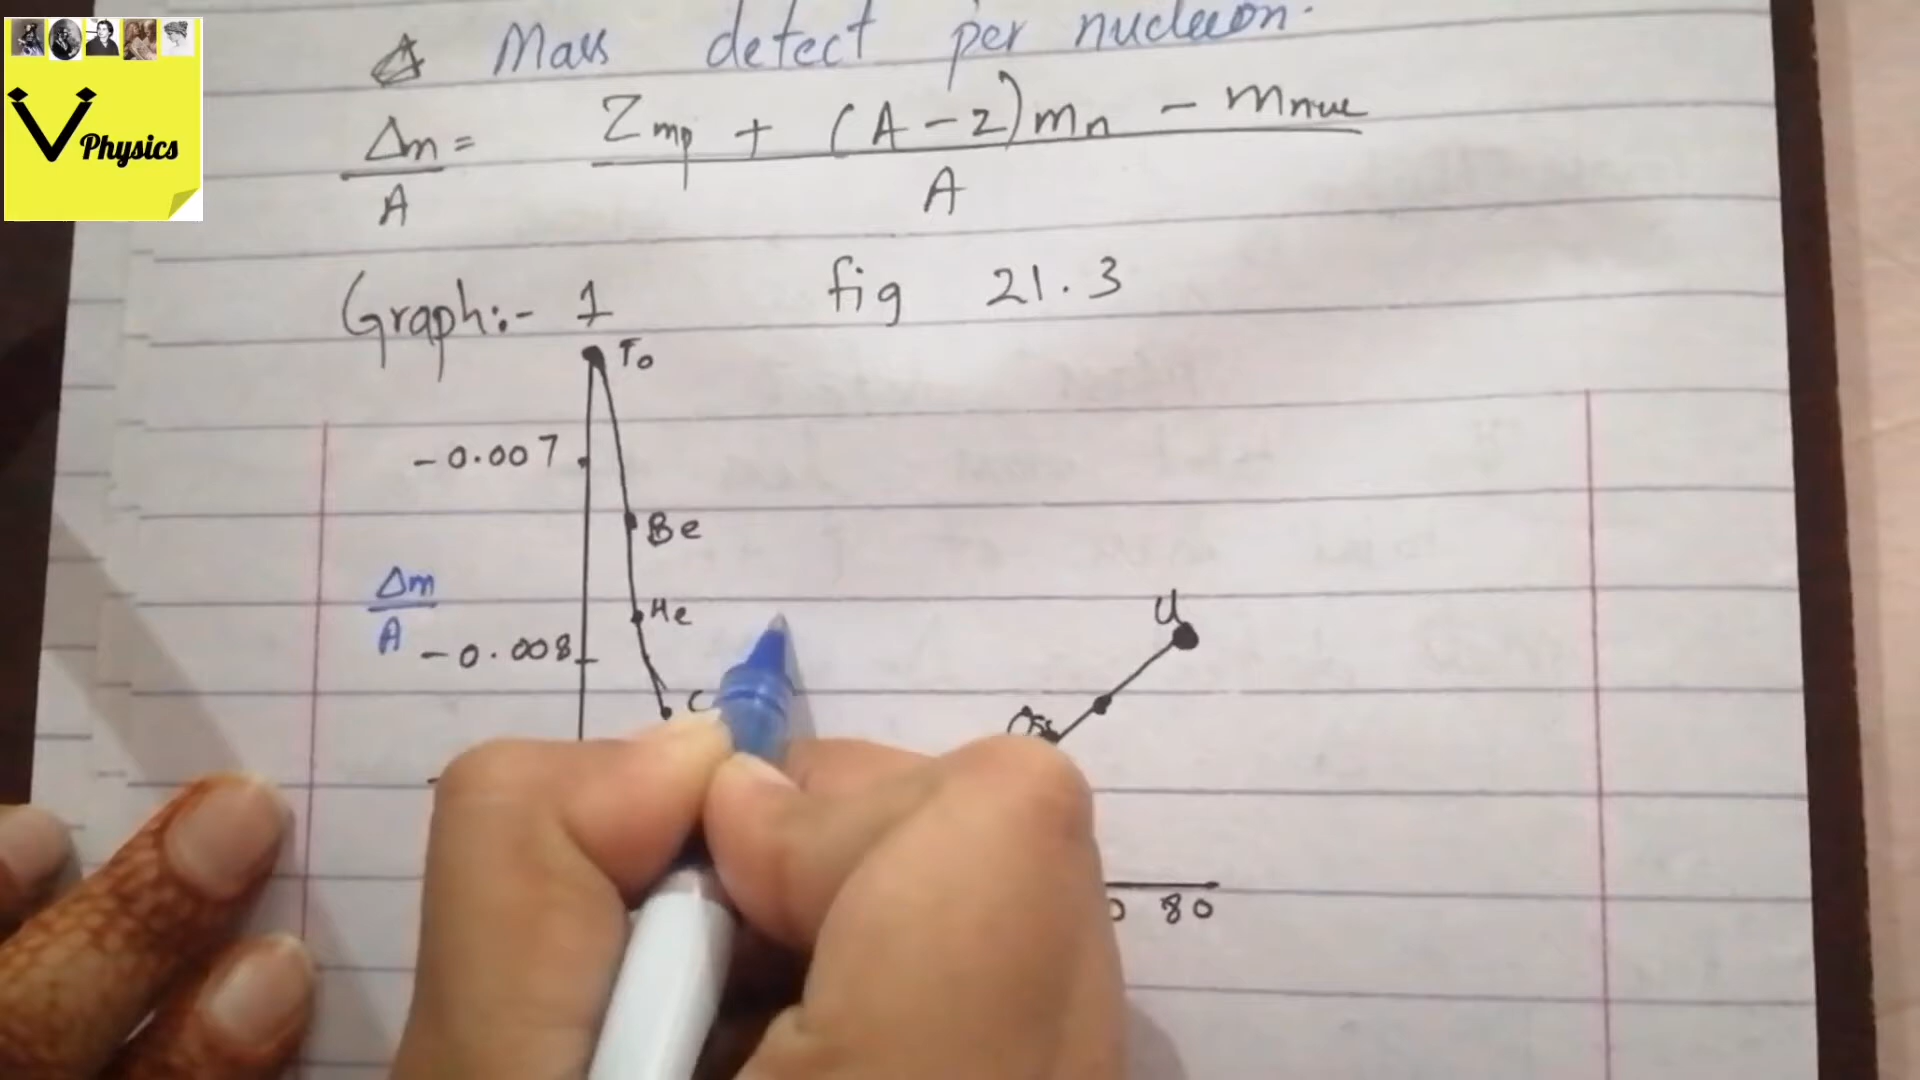 V Physics
Mass defect per nucleon.
Δm/A = Zmp + (A-z)mn - mnuc / A
Graph:- 1 fig 21.3
-0.007
Be
Δm/A
He
-0.008
C
U
80